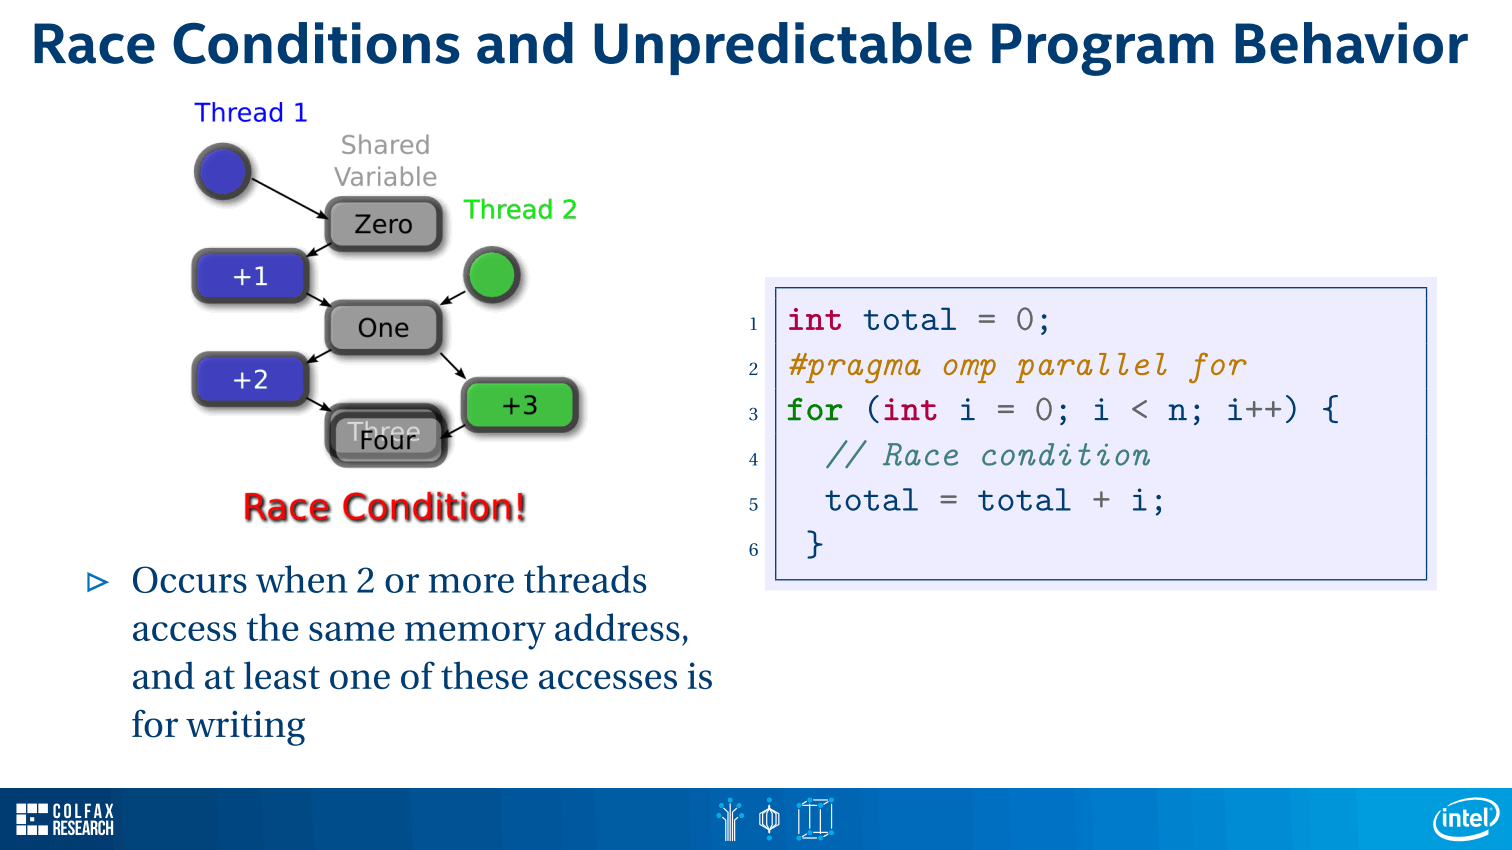 Race Conditions and Unpredictable Program Behavior
Thread 1
Shared
Variable
Zero
Thread 2
+1
One
+2
+3
Three
Four
Race Condition!
Occurs when 2 or more threads
access the same memory address,
and at least one of these accesses is
for writing
1 int total = 0;
2 #pragma omp parallel for
3 for (int i = 0; i < n; i++) {
4 // Race condition
5 total = total + i;
6 }
COLFAX
RESEARCH
intel